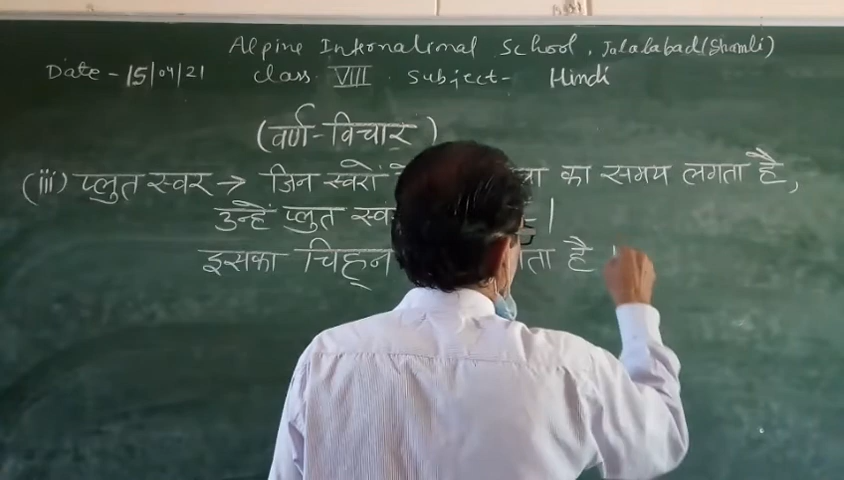 Alpine International School, Jalalabad (Shamli)
Date - 15/04/21 Class VIII Subject - Hindi
(वर्ण-विचार)
(iii) प्लुत स्वर → जिन स्वरों का समय लगता है,
उन्हें प्लुत -।
इसका चिह्न है ।